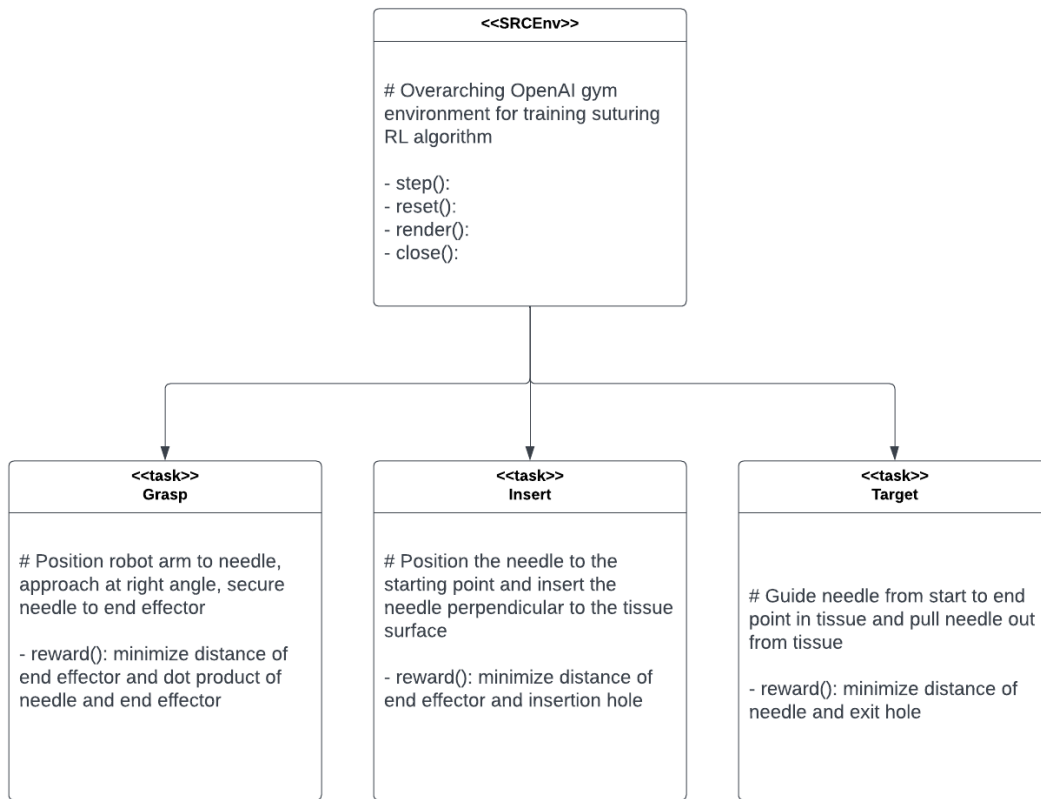 <<SRCEnv>>
# Overarching OpenAI gym
environment for training suturing
RL algorithm
- step():
- reset():
- render():
- close():
<<task>>
Grasp
# Position robot arm to needle,
approach at right angle, secure
needle to end effector
- reward(): minimize distance of
end effector and dot product of
needle and end effector
<<task>>
Insert
# Position the needle to the
starting point and insert the
needle perpendicular to the tissue
surface
- reward(): minimize distance of
end effector and insertion hole
<<task>>
Target
# Guide needle from start to end
point in tissue and pull needle out
from tissue
- reward(): minimize distance of
needle and exit hole